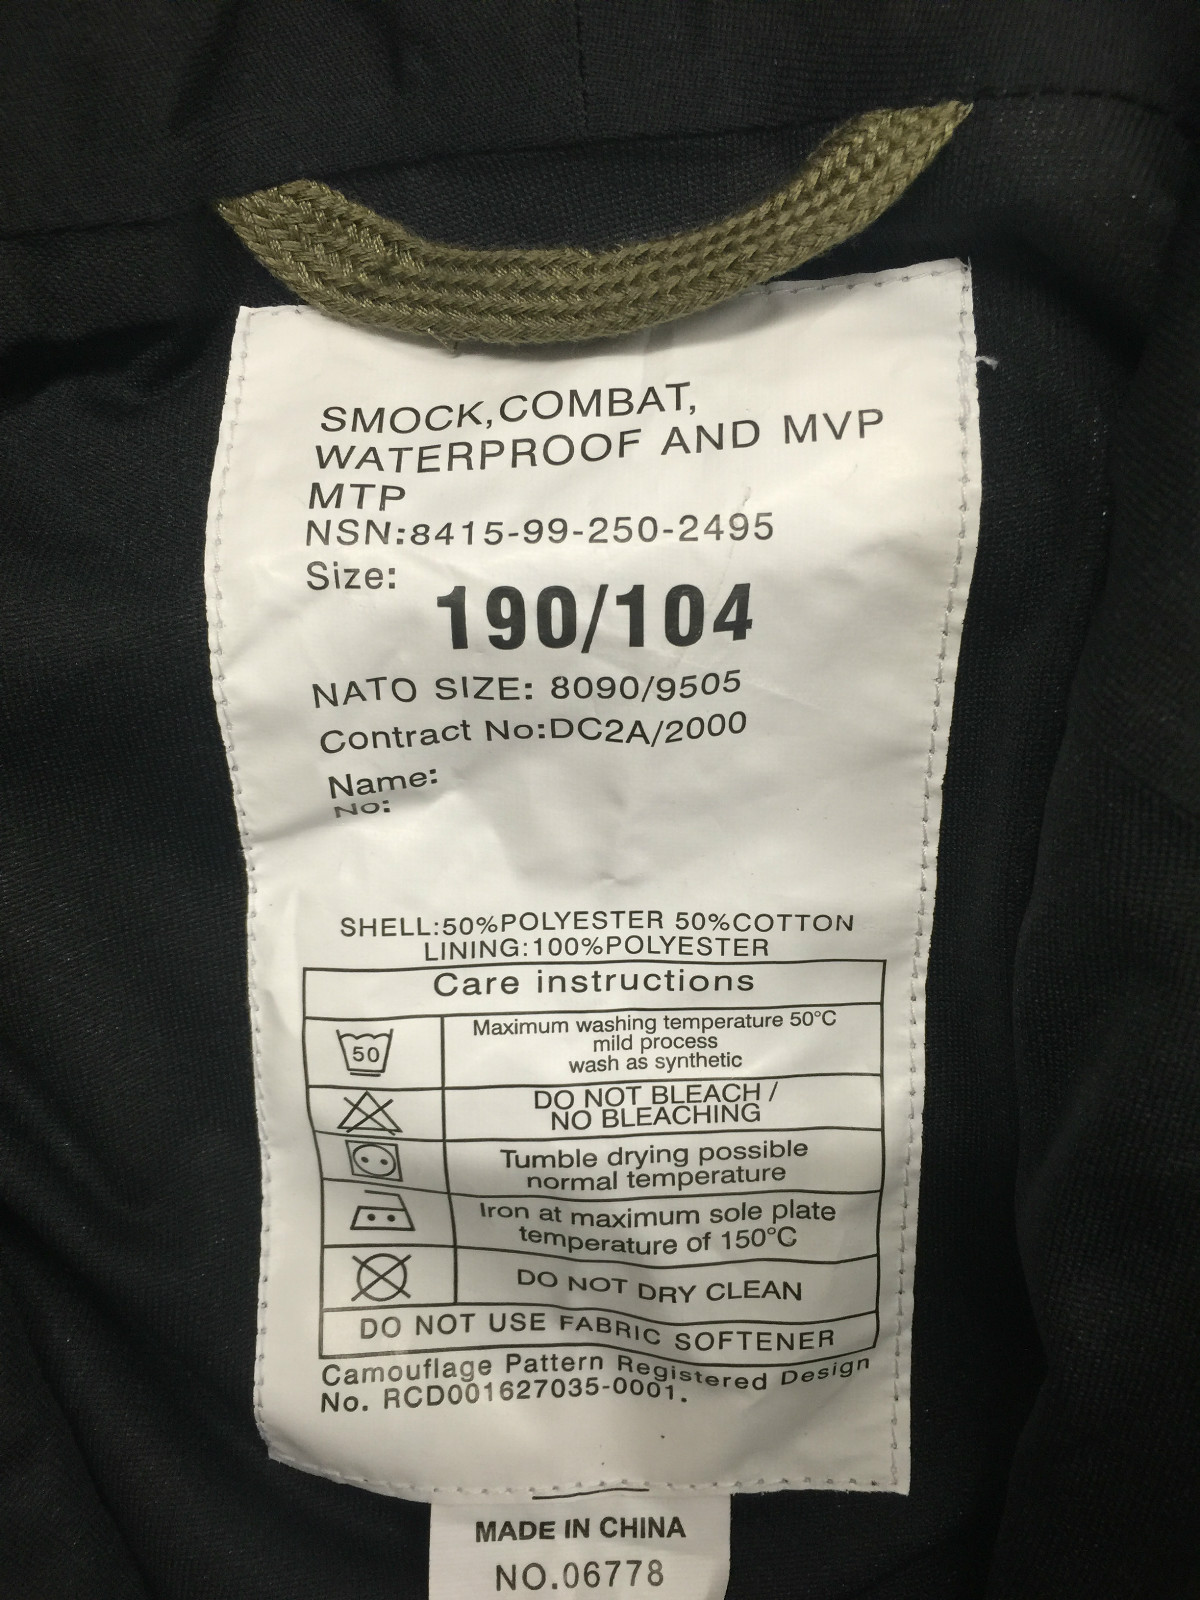 SMOCK,COMBAT,
WATERPROOF AND MVP
MTP
NSN:8415-99-250-2495
Size:
190/104
NATO SIZE: 8090/9505
Contract No:DC2A/2000
Name:
No:
SHELL:50%POLYESTER 50%COTTON
LINING:100%POLYESTER
Care instructions
50
Maximum washing temperature 50°C
mild process
wash as synthetic
DO NOT BLEACH /
NO BLEACHING
Tumble drying possible
normal temperature
Iron at maximum sole plate
temperature of 150°C
DO NOT DRY CLEAN
DO NOT USE FABRIC SOFTENER
Camouflage Pattern Registered Design
No. RCD001627035-0001.
MADE IN CHINA
NO.06778